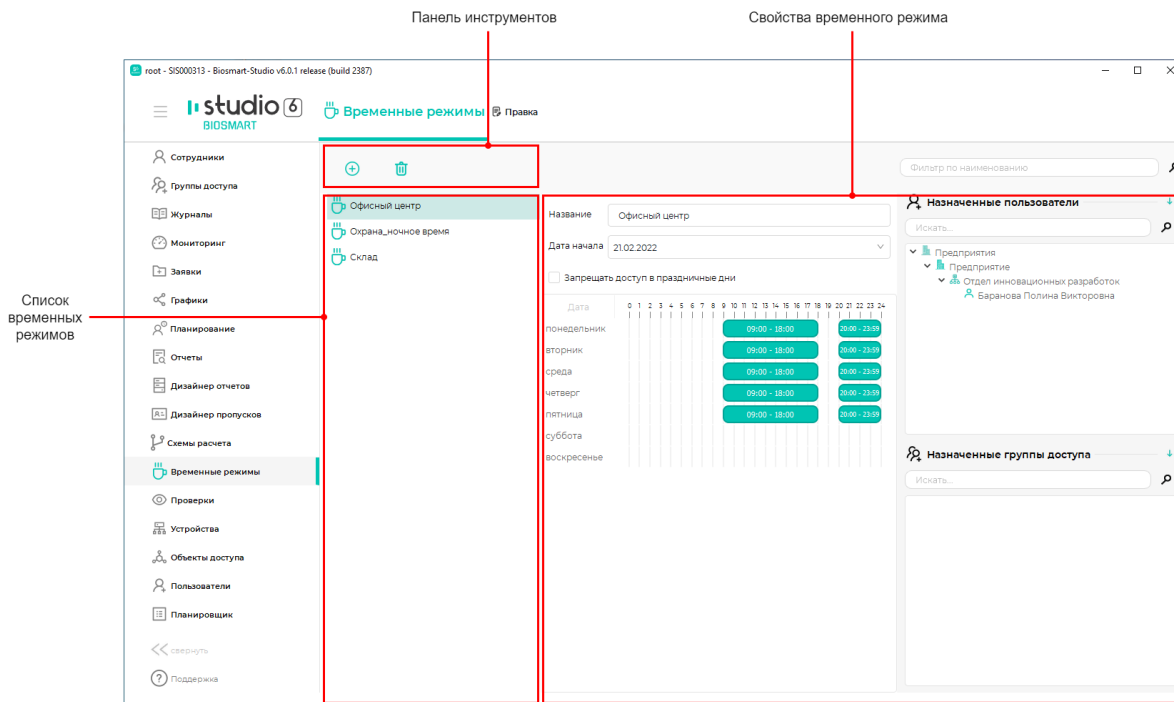 Панель инструментов
Свойства временного режима
root - SIS000313 - Biosmart-Studio v6.0.1 release (build 2387)
studio 6
BIOSMART
Временные режимы
Правка
Сотрудники
Группы доступа
Журналы
Мониторинг
Заявки
Графики
Планирование
Отчеты
Дизайнер отчетов
Дизайнер пропусков
Схемы расчета
Временные режимы
Проверки
Устройства
Объекты доступа
Пользователи
Планировщик
свернуть
Поддержка
Список
временных
режимов
Офисный центр
Охрана_ночное время
Склад
Фильтр по наименованию
Название Офисный центр
Дата начала 21.02.2022
Запрещать доступ в праздничные дни
Дата 0 1 2 3 4 5 6 7 8 9 10 11 12 13 14 15 16 17 18 19 20 21 22 23 24
понедельник 09:00 - 18:00 20:00 - 23:59
вторник 09:00 - 18:00 20:00 - 23:59
среда 09:00 - 18:00 20:00 - 23:59
четверг 09:00 - 18:00 20:00 - 23:59
пятница 09:00 - 18:00 20:00 - 23:59
суббота
воскресенье
Назначенные пользователи
Искать...
Предприятия
Предприятие
Отдел инновационных разработок
Баранова Полина Викторовна
Назначенные группы доступа
Искать...